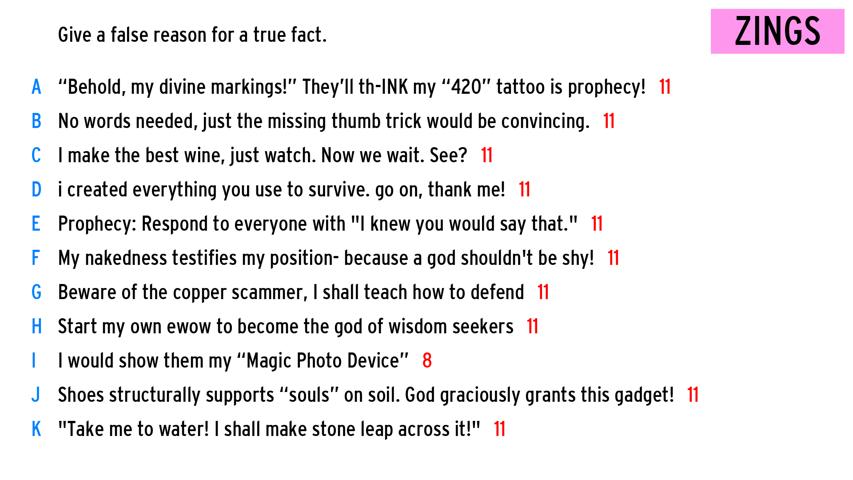 Give a false reason for a true fact.
ZINGS
A “Behold, my divine markings!” They’ll th-INK my “420” tattoo is prophecy! 11
B No words needed, just the missing thumb trick would be convincing. 11
C I make the best wine, just watch. Now we wait. See? 11
D i created everything you use to survive. go on, thank me! 11
E Prophecy: Respond to everyone with "I knew you would say that." 11
F My nakedness testifies my position- because a god shouldn't be shy! 11
G Beware of the copper scammer, I shall teach how to defend 11
H Start my own ewow to become the god of wisdom seekers 11
I I would show them my “Magic Photo Device” 8
J Shoes structurally supports “souls” on soil. God graciously grants this gadget! 11
K "Take me to water! I shall make stone leap across it!" 11